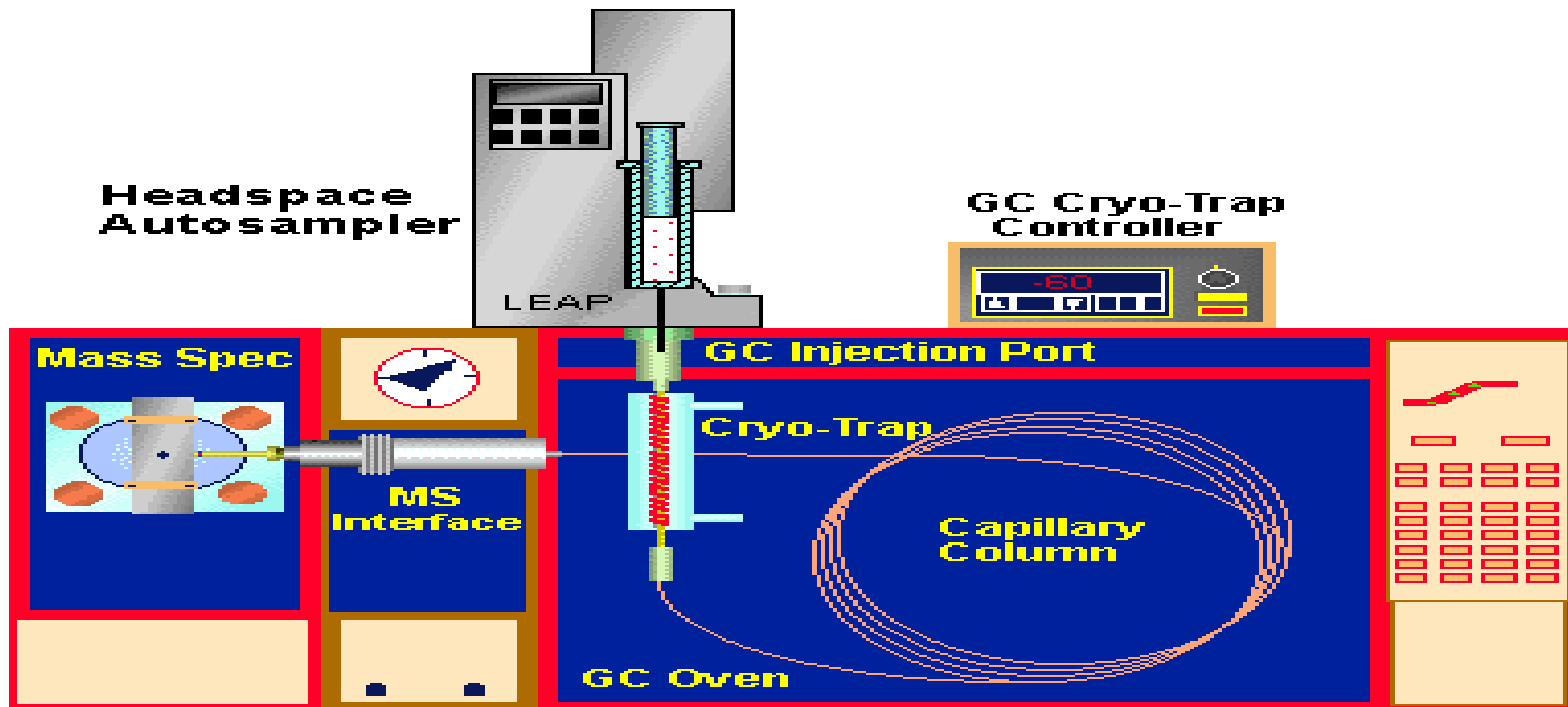 Headspace
Autosampler
LEAP
GC Cryo-Trap
Controller
-60
Mass Spec
GC Injection Port
Cryo-Trap
MS
Interface
Capillary
Column
GC Oven